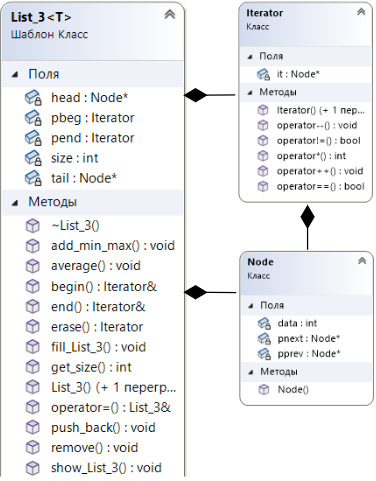 List_3<T>
Шаблон Класс
Поля
head : Node*
pbeg : Iterator
pend : Iterator
size : int
tail : Node*
Методы
~List_3()
add_min_max() : void
average() : void
begin() : Iterator&
end() : Iterator&
erase() : Iterator
fill_List_3() : void
get_size() : int
List_3() (+ 1 перегр...
operator=() : List_3&
push_back() : void
remove() : void
show_List_3() : void
Iterator
Класс
Поля
it : Node*
Методы
Iterator() (+ 1 пер...
operator--() : void
operator!=() : bool
operator*() : int
operator++() : void
operator==() : bool
Node
Класс
Поля
data : int
pnext : Node*
pprev : Node*
Методы
Node()